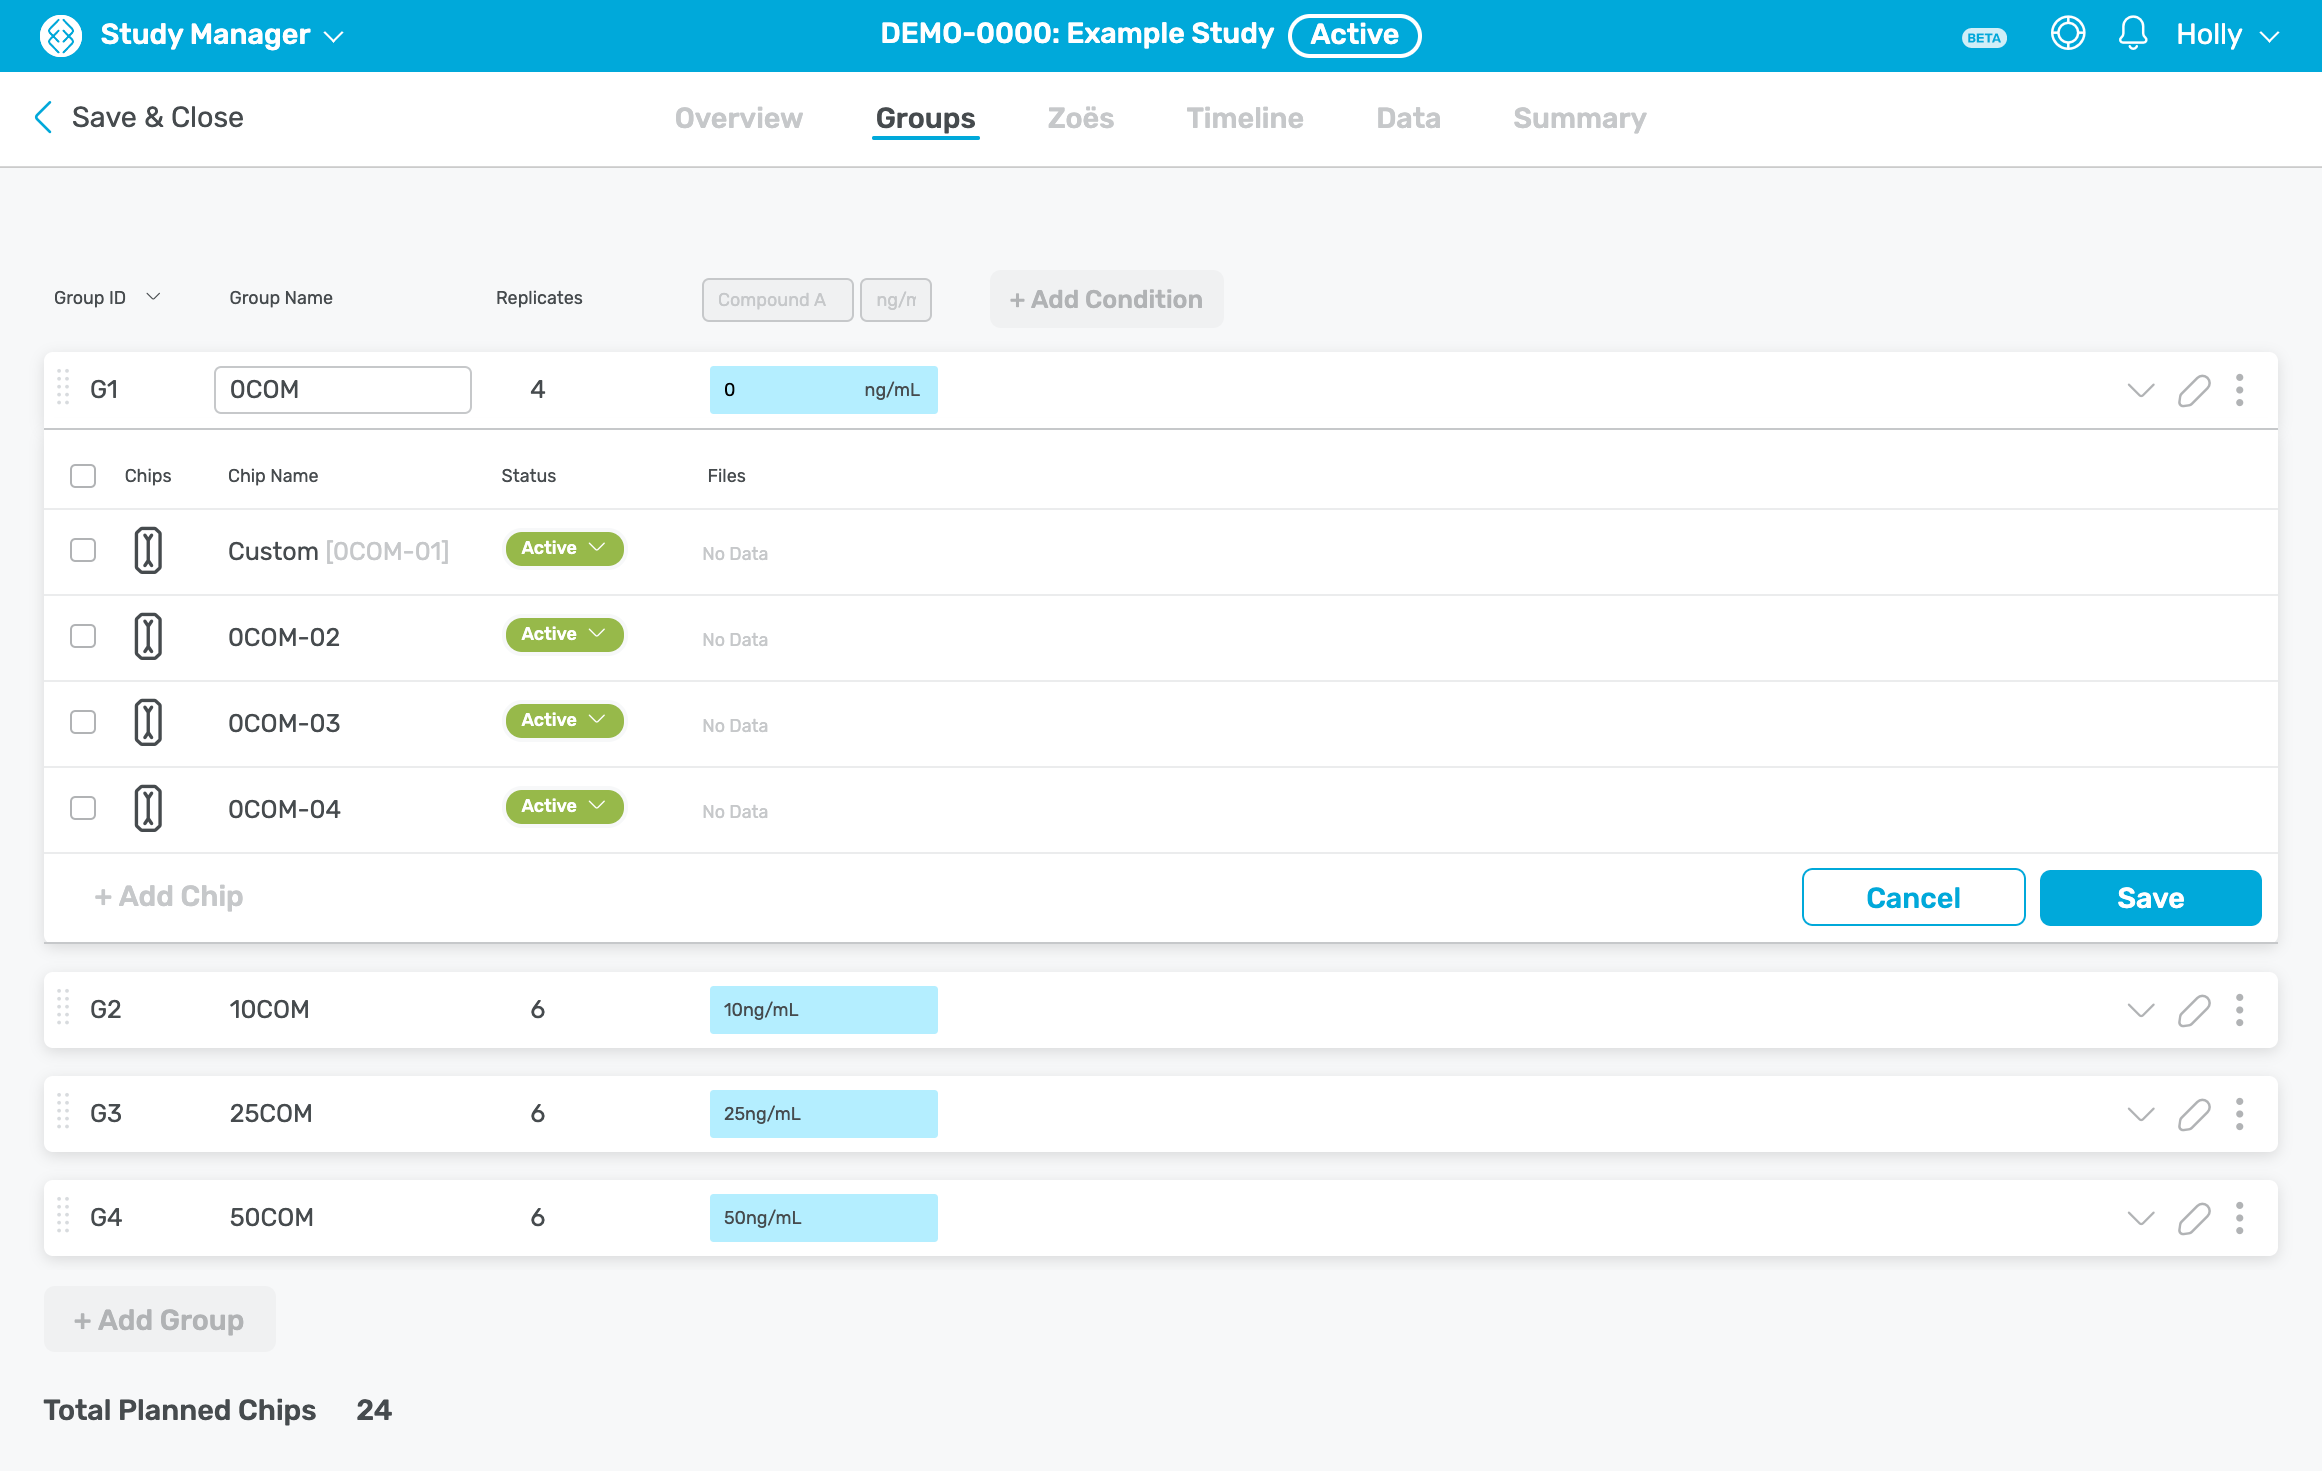 Study Manager
DEMO-0000: Example Study Active
BETA
Holly
Save & Close
Overview Groups Zoës Timeline Data Summary
Group ID Group Name Replicates Compound A ng/m + Add Condition
G1 0COM 4 0 ng/mL
Chips Chip Name Status Files
Custom [0COM-01] Active No Data
0COM-02 Active No Data
0COM-03 Active No Data
0COM-04 Active No Data
+ Add Chip Cancel Save
G2 10COM 6 10ng/mL
G3 25COM 6 25ng/mL
G4 50COM 6 50ng/mL
+ Add Group
Total Planned Chips 24